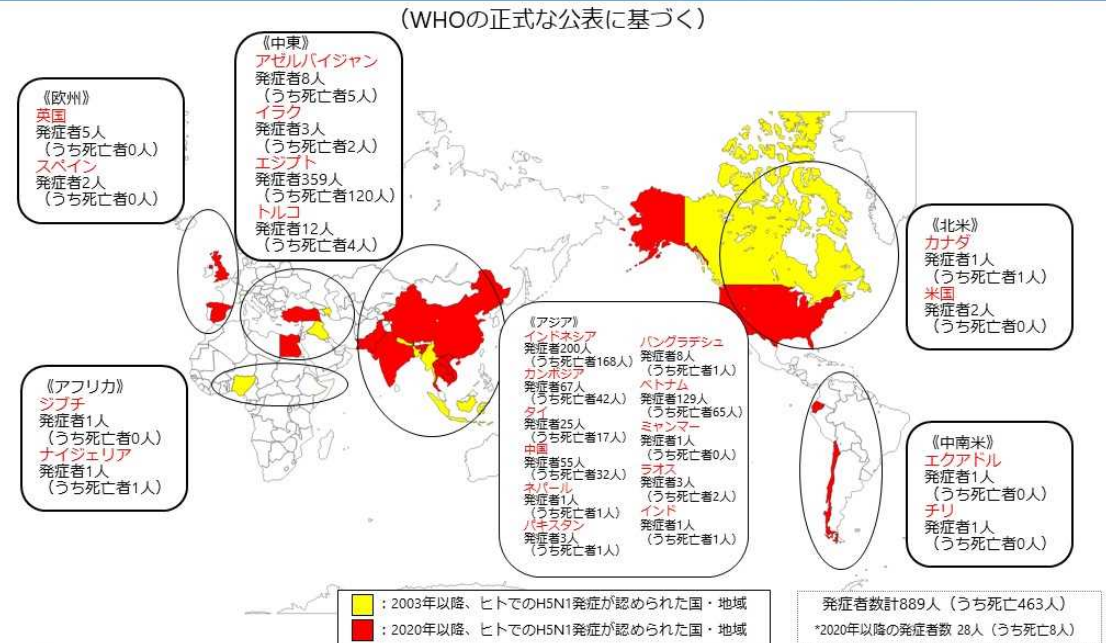 （WHOの正式な公表に基づく）
《欧州》
英国
発症者5人
（うち死亡者0人）
スペイン
発症者2人
（うち死亡者0人）
《中東》
アゼルバイジャン
発症者8人
（うち死亡者5人）
イラク
発症者3人
（うち死亡者2人）
エジプト
発症者359人
（うち死亡者120人）
トルコ
発症者12人
（うち死亡者4人）
《アフリカ》
ジブチ
発症者1人
（うち死亡者0人）
ナイジェリア
発症者1人
（うち死亡者1人）
《アジア》
インドネシア
発症者200人
（うち死亡者168人）
カンボジア
発症者67人
（うち死亡者42人）
タイ
発症者25人
（うち死亡者17人）
中国
発症者55人
（うち死亡者32人）
ネパール
発症者1人
（うち死亡者1人）
パキスタン
発症者3人
（うち死亡者1人）
バングラデシュ
発症者8人
（うち死亡者1人）
ベトナム
発症者129人
（うち死亡者65人）
ミャンマー
発症者1人
（うち死亡者0人）
ラオス
発症者3人
（うち死亡者2人）
インド
発症者1人
（うち死亡者1人）
《北米》
カナダ
発症者1人
（うち死亡者1人）
米国
発症者2人
（うち死亡者0人）
《中南米》
エクアドル
発症者1人
（うち死亡者0人）
チリ
発症者1人
（うち死亡者0人）
：2003年以降、ヒトでのH5N1発症が認められた国・地域
：2020年以降、ヒトでのH5N1発症が認められた国・地域
発症者数計889人（うち死亡463人）
*2020年以降の発症者数 28人（うち死亡8人）